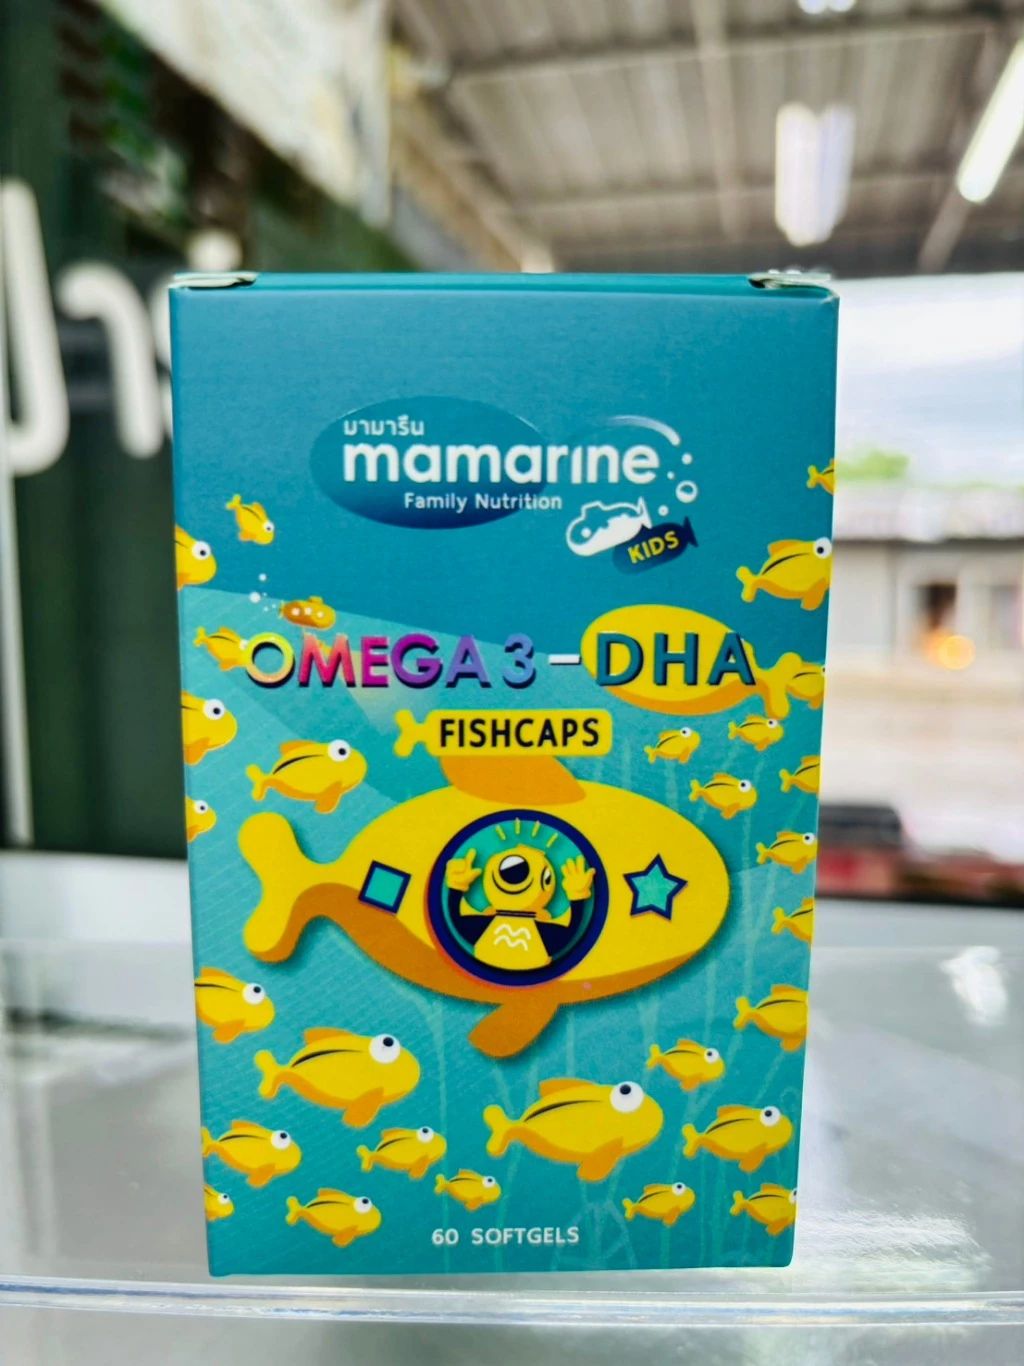 มามารีน
mamarine
Family Nutrition
KIDS
OMEGA 3 - DHA
FISHCAPS
60 SOFTGELS